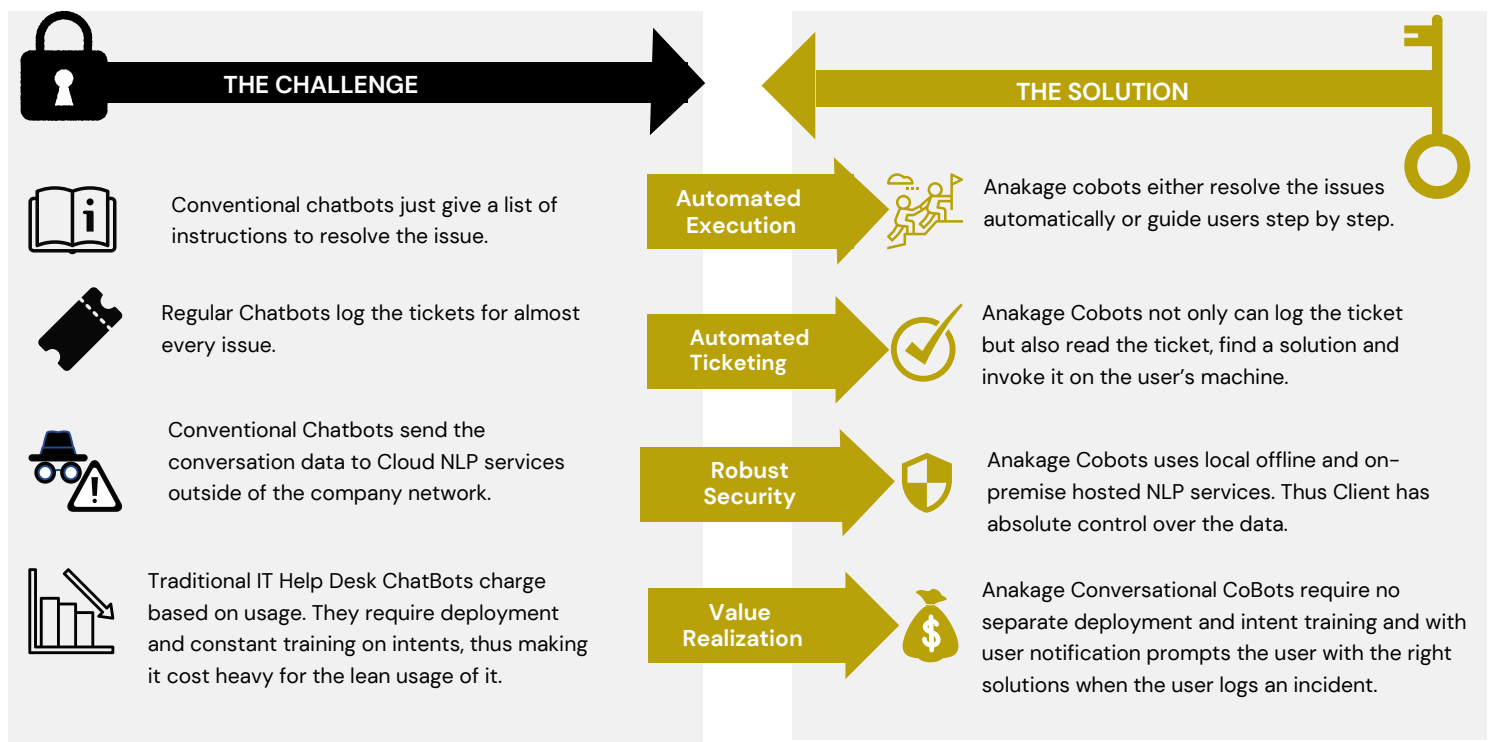 THE CHALLENGE
THE SOLUTION
Conventional chatbots just give a list of
instructions to resolve the issue.
Automated
Execution
Anakage cobots either resolve the issues
automatically or guide users step by step.
Regular Chatbots log the tickets for almost
every issue.
Automated
Ticketing
Anakage Cobots not only can log the ticket
but also read the ticket, find a solution and
invoke it on the user's machine.
Conventional Chatbots send the
conversation data to Cloud NLP services
outside of the company network.
Robust
Security
Anakage Cobots uses local offline and on-
premise hosted NLP services. Thus Client has
absolute control over the data.
Traditional IT Help Desk ChatBots charge
based on usage. They require deployment
and constant training on intents, thus making
it cost heavy for the lean usage of it.
Value
Realization
$
Anakage Conversational CoBots require no
separate deployment and intent training and with
user notification prompts the user with the right
solutions when the user logs an incident.